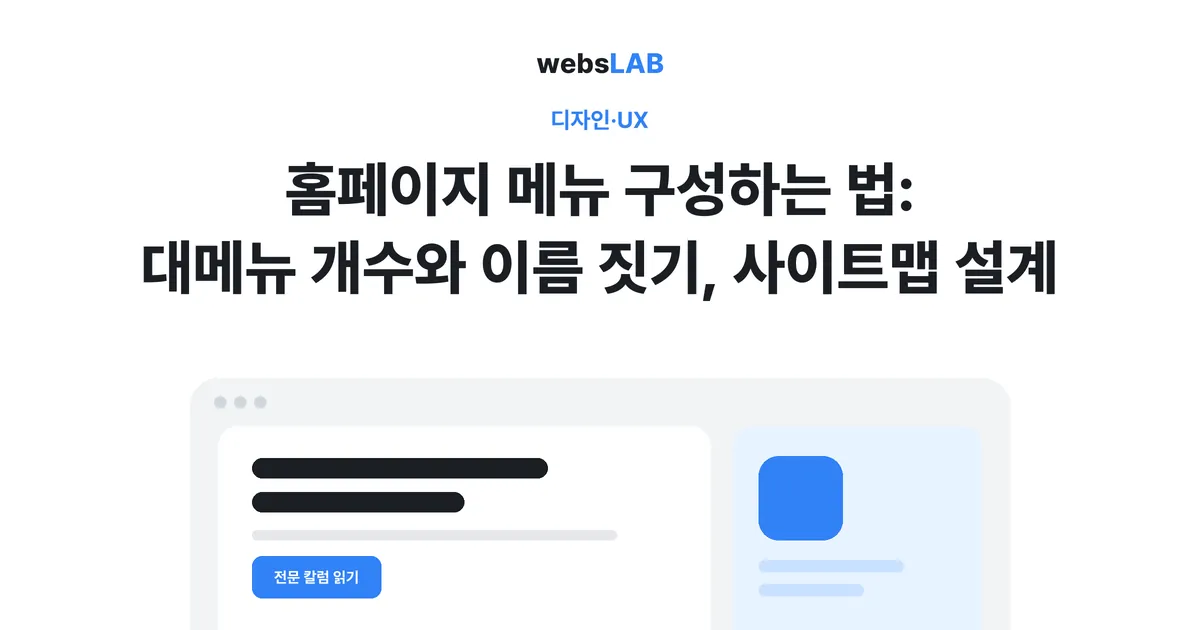 websLAB
디자인·UX
홈페이지 메뉴 구성하는 법:
대메뉴 개수와 이름 짓기, 사이트맵 설계
전문 칼럼 읽기